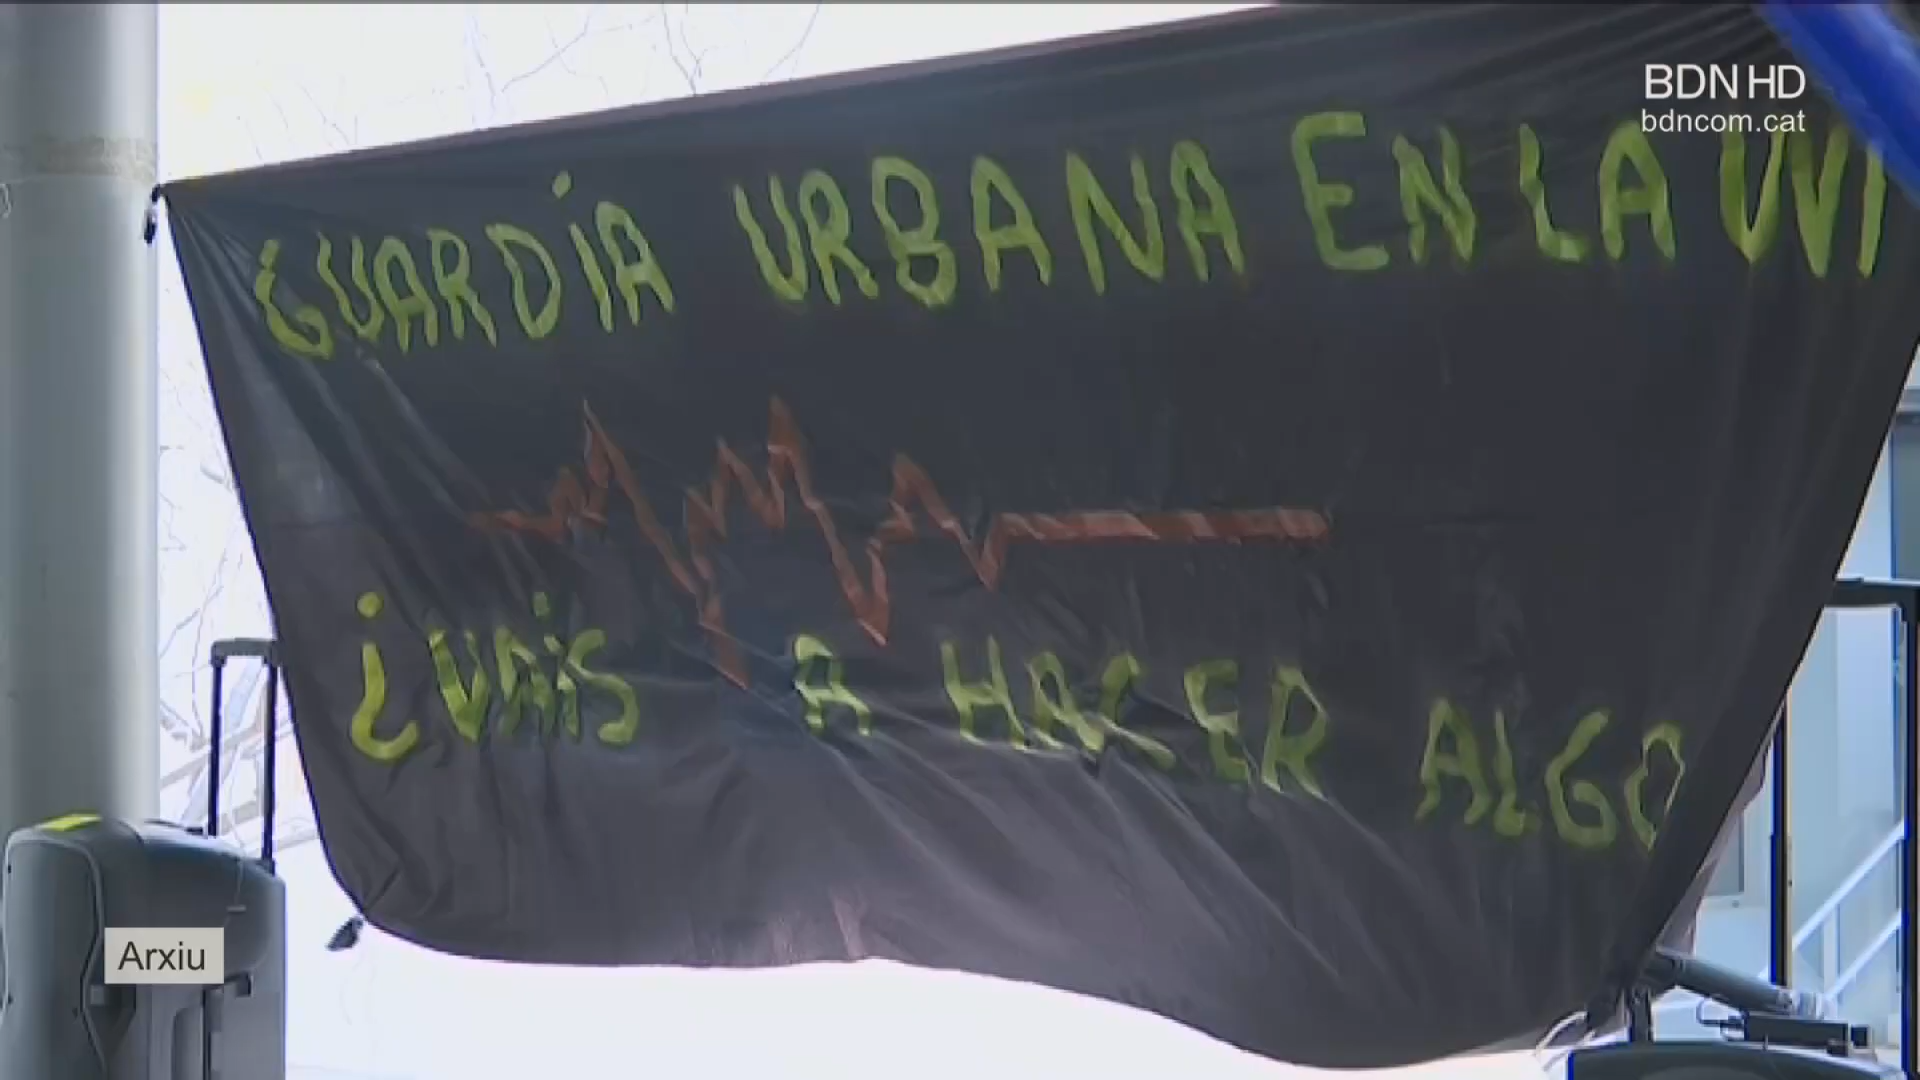 BDN HD
bdncom.cat
GUARDIA URBANA EN LA UVI
¿VAIS A HACER ALGO
Arxiu